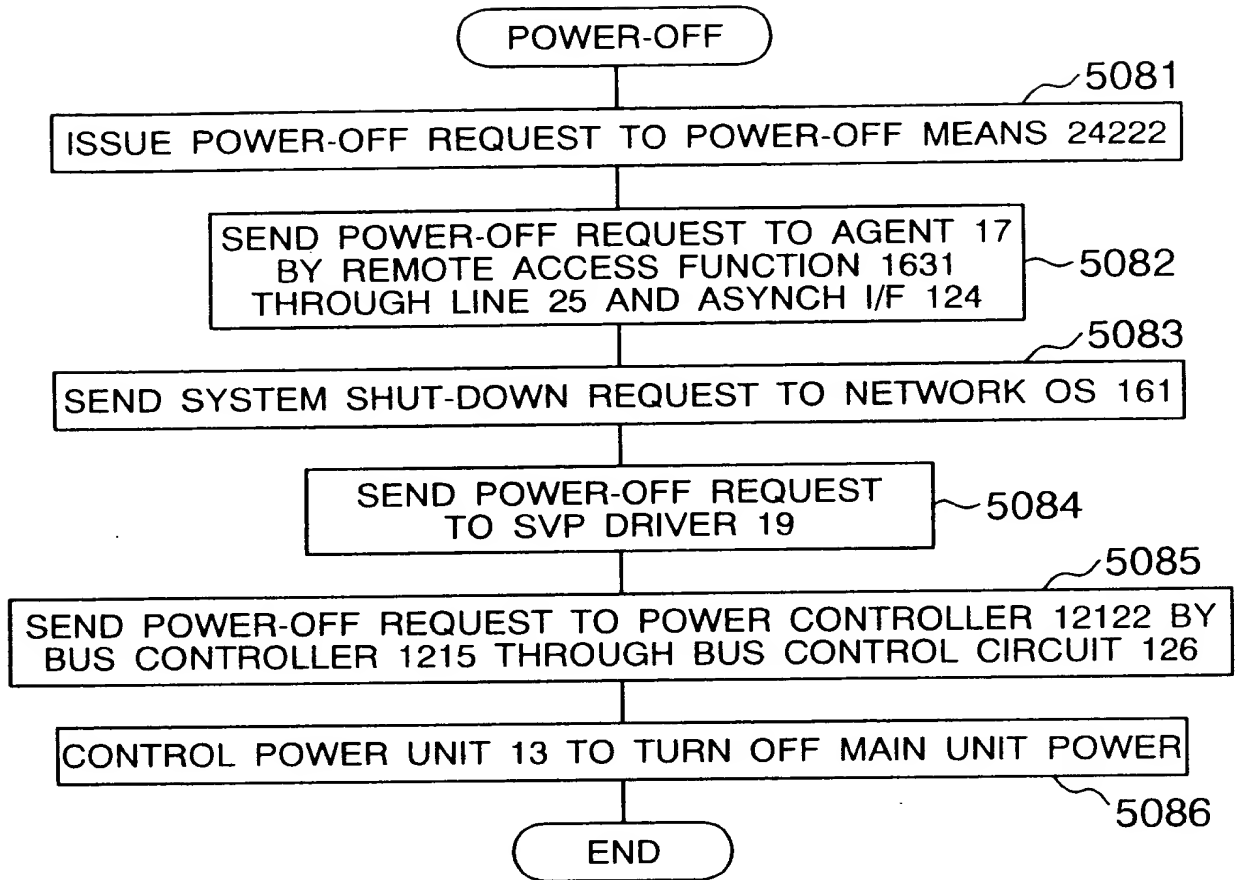 POWER-OFF
5081
ISSUE POWER-OFF REQUEST TO POWER-OFF MEANS 24222
SEND POWER-OFF REQUEST TO AGENT 17
BY REMOTE ACCESS FUNCTION 1631
THROUGH LINE 25 AND ASYNCH I/F 124
5082
5083
SEND SYSTEM SHUT-DOWN REQUEST TO NETWORK OS 161
SEND POWER-OFF REQUEST
TO SVP DRIVER 19
5084
5085
SEND POWER-OFF REQUEST TO POWER CONTROLLER 12122 BY
BUS CONTROLLER 1215 THROUGH BUS CONTROL CIRCUIT 126
CONTROL POWER UNIT 13 TO TURN OFF MAIN UNIT POWER
5086
END